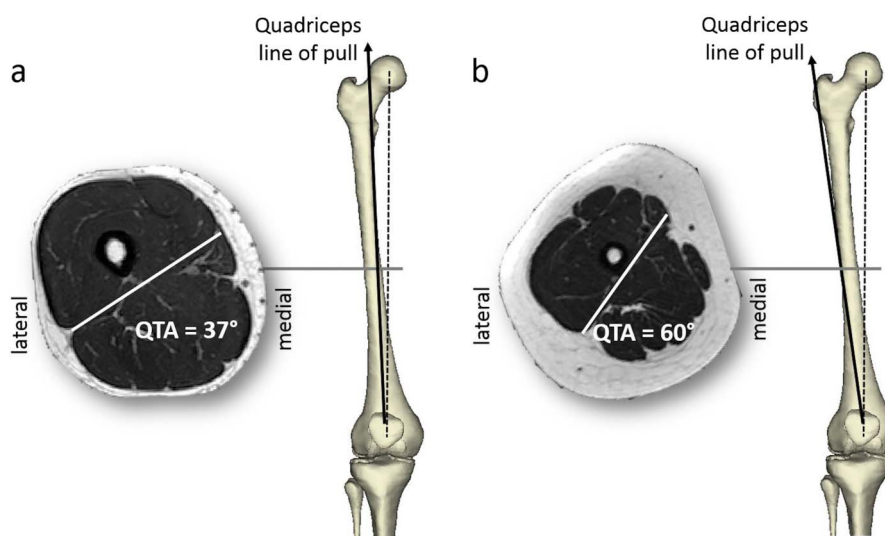 a
Quadriceps
line of pull
lateral
QTA = 37°
medial
b
Quadriceps
line of pull
lateral
QTA = 60°
medial